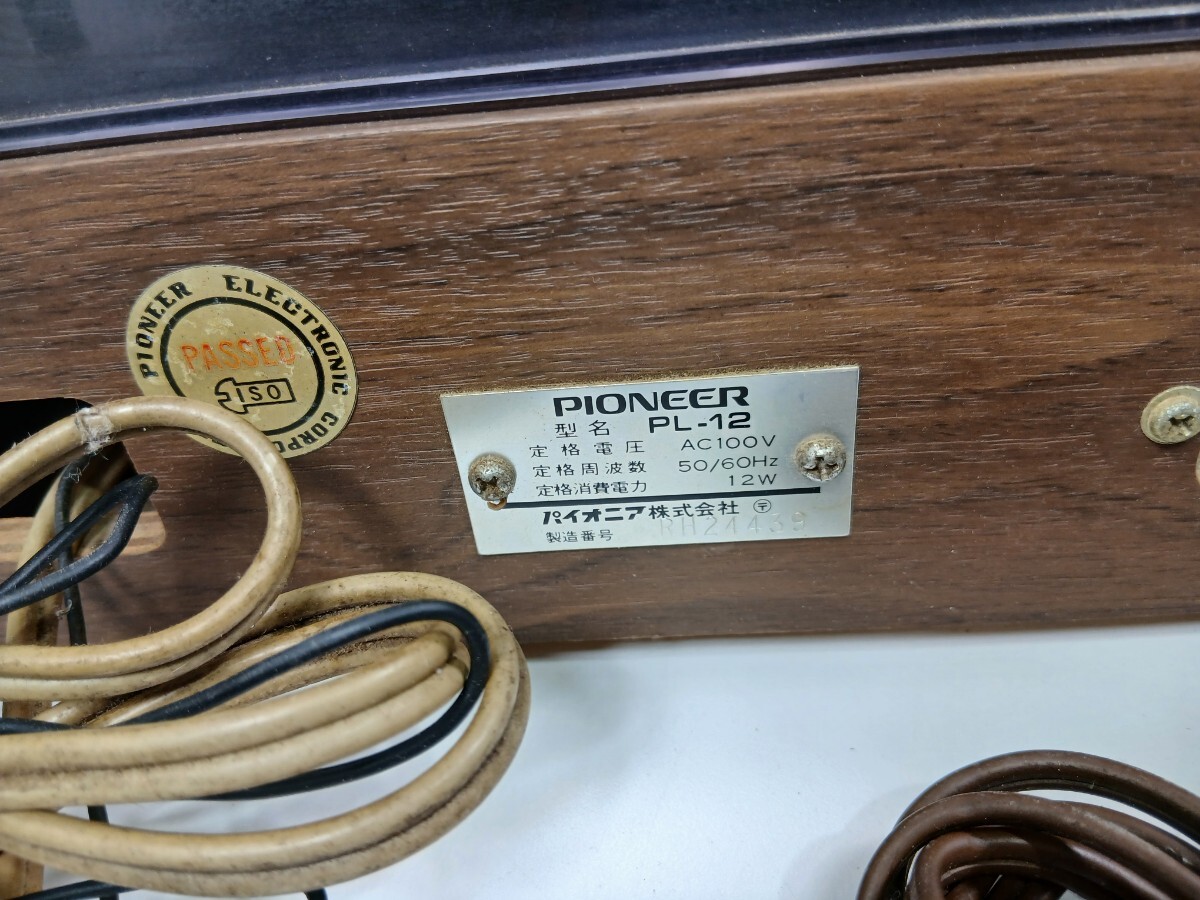 PIONEER ELECTRONIC CORPO
PASSED
ISO
PIONEER
型名 PL-12
定格電圧 AC100V
定格周波数 50/60Hz
定格消費電力 12W
パイオニア株式会社 〒
製造番号 RH24439